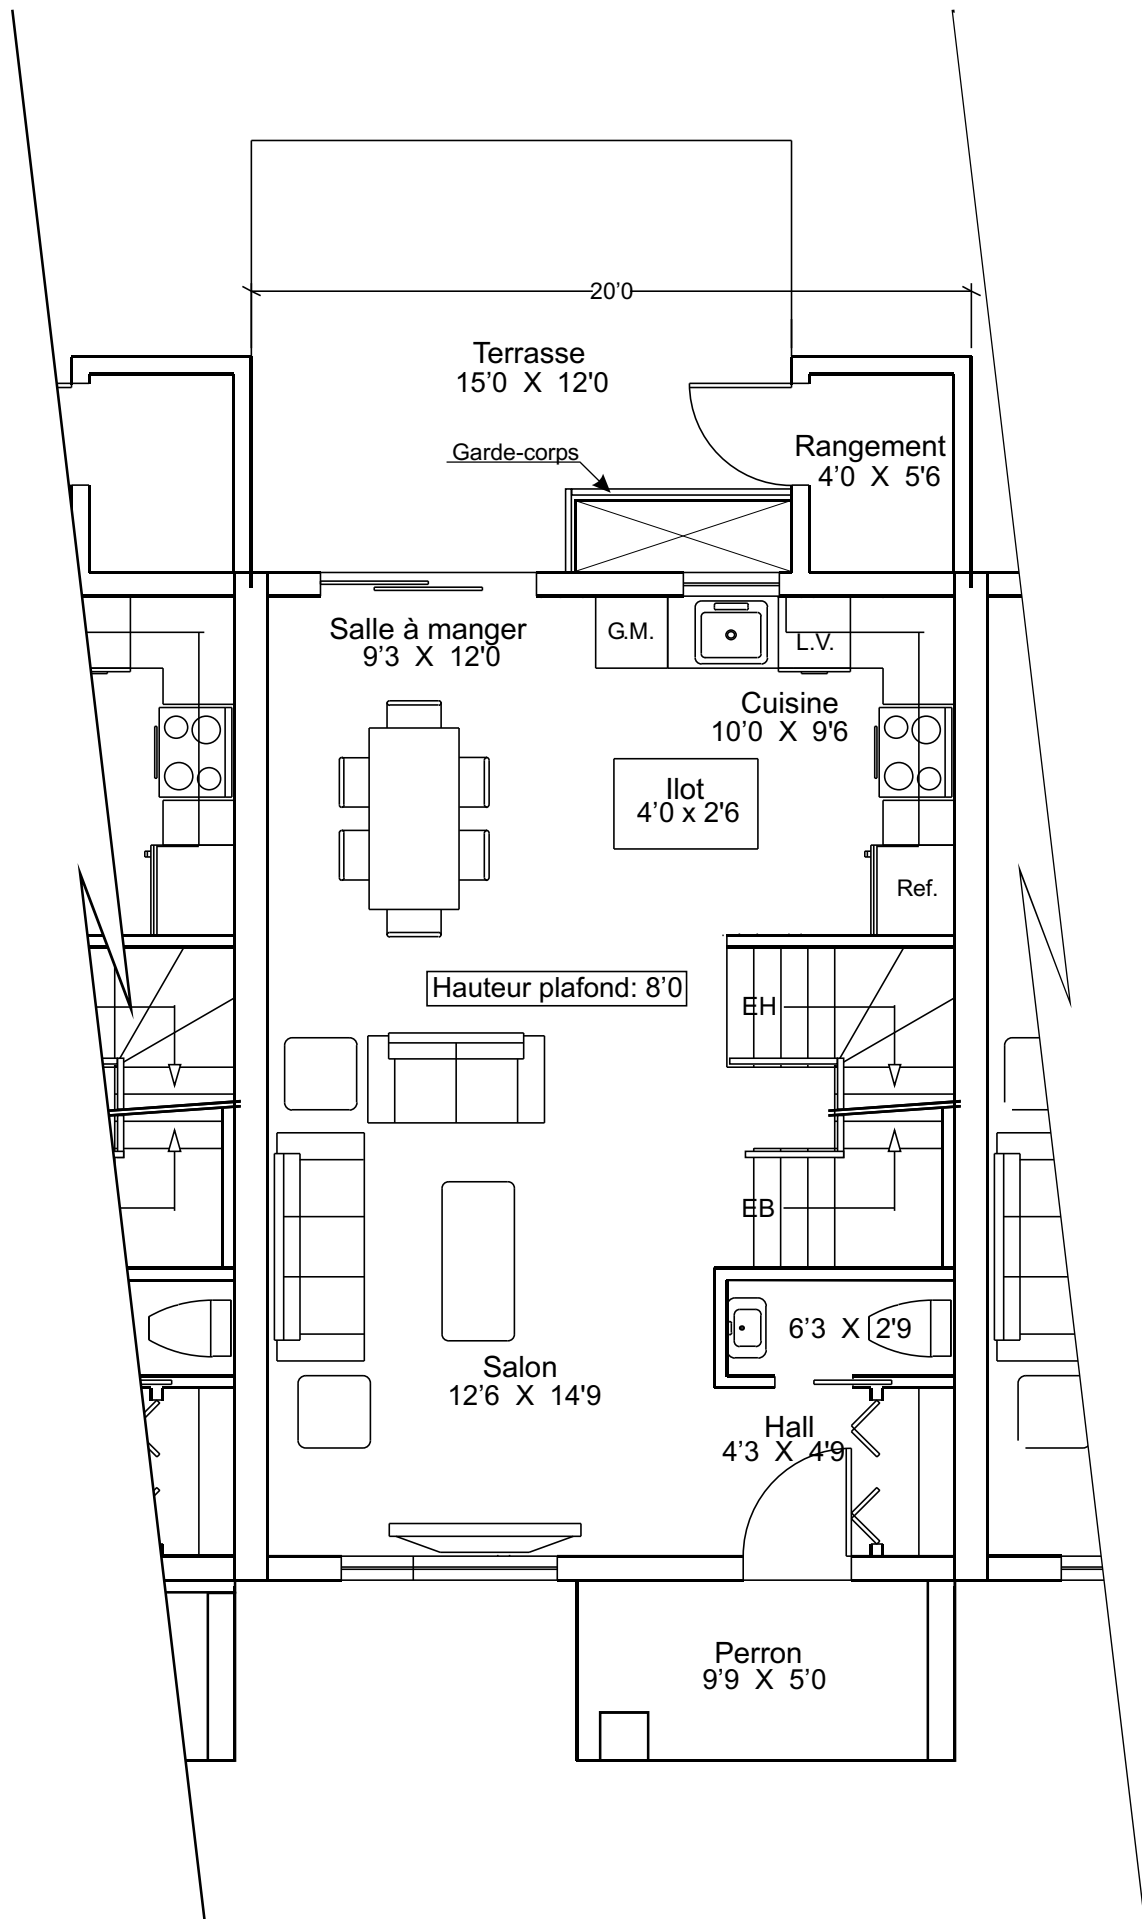 20'0
Terrasse
15'0 X 12'0
Garde-corps
Rangement
4'0 X 5'6
Salle à manger
9'3 X 12'0
G.M.
L.V.
Cuisine
10'0 X 9'6
Ilot
4'0 x 2'6
Ref.
Hauteur plafond: 8'0
EH
EB
6'3 X 2'9
Salon
12'6 X 14'9
Hall
4'3 X 4'9
Perron
9'9 X 5'0